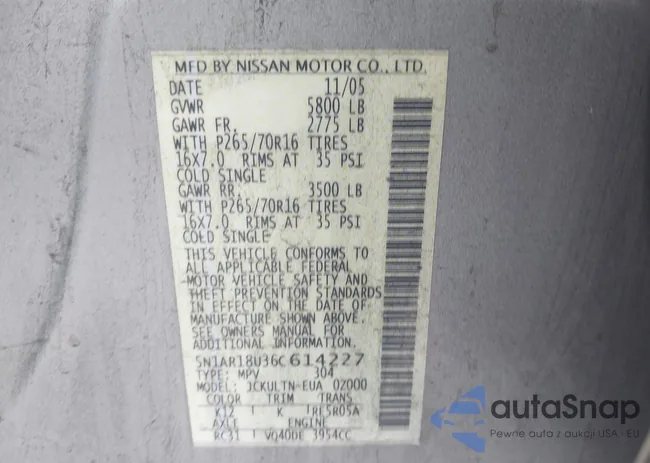 MFD BY NISSAN MOTOR CO., LTD.
DATE 11/05
GVWR 5800 LB
GAWR FR. 2775 LB
WITH P265/70R16 TIRES
16X7.0 RIMS AT 35 PSI
COLD SINGLE
GAWR RR. 3500 LB
WITH P265/70R16 TIRES
16X7.0 RIMS AT 35 PSI
COLD SINGLE
THIS VEHICLE CONFORMS TO
ALL APPLICABLE FEDERAL
MOTOR VEHICLE SAFETY AND
THEFT PREVENTION STANDARDS
IN EFFECT ON THE DATE OF
MANUFACTURE SHOWN ABOVE.
SEE OWNERS MANUAL FOR
ADDITIONAL INFORMATION
5N1AR18U36C614227
TYPE: MPV 304
MODEL: JCKULTN-EUA 02000
COLOR TRIM TRANS
K12 K RE5R05A
AXLE ENGINE
RC31 VQ40DE 3954CC
autoSnap
Pewne auta z aukcji USA - EU